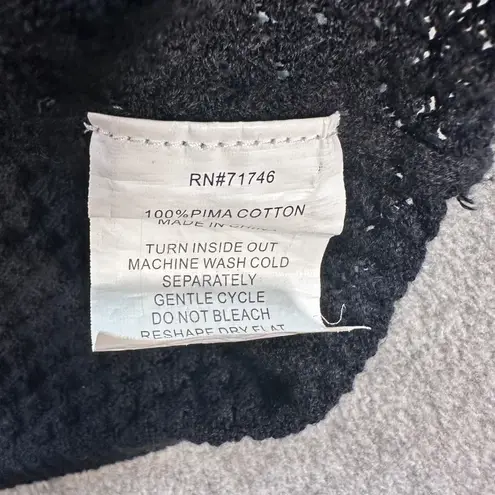 RN#71746
100%PIMA COTTON
MADE IN
TURN INSIDE OUT
MACHINE WASH COLD
SEPARATELY
GENTLE CYCLE
DO NOT BLEACH
RESHAPE DRY FLAT